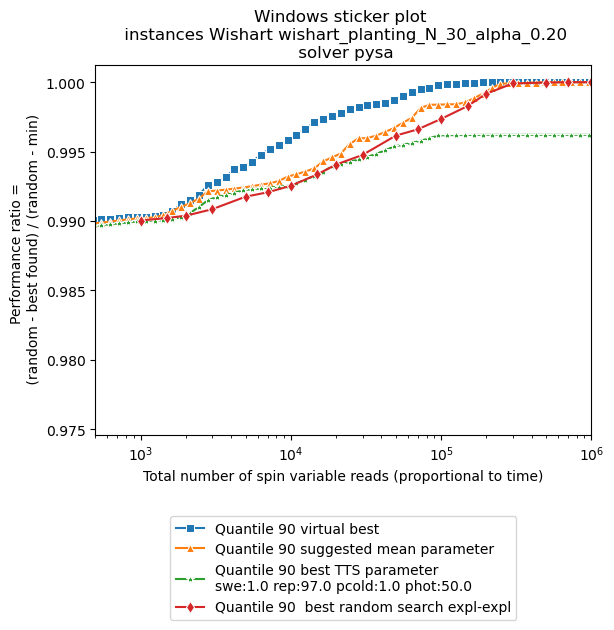 Windows sticker plot
instances Wishart wishart_planting_N_30_alpha_0.20
solver pysa
Performance ratio =
(random - best found) / (random - min)
1.000
0.995
0.990
0.985
0.980
0.975
10³
10⁴
10⁵
10⁶
Total number of spin variable reads (proportional to time)
Quantile 90 virtual best
Quantile 90 suggested mean parameter
Quantile 90 best TTS parameter
swe:1.0 rep:97.0 pcold:1.0 phot:50.0
Quantile 90  best random search expl-expl